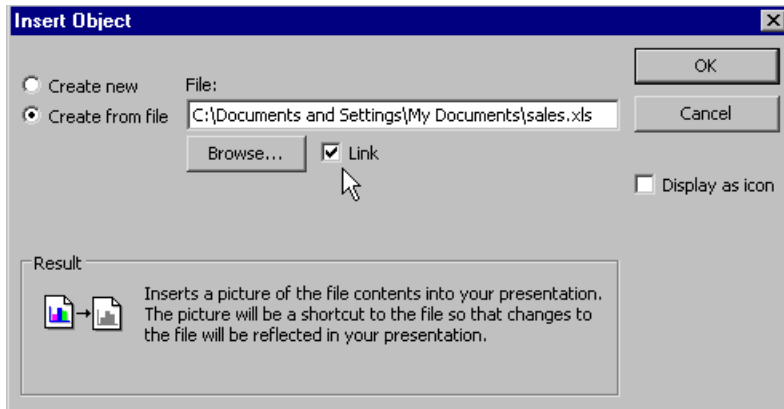 Insert Object
OK
Create new
File:
Create from file
C:\Documents and Settings\My Documents\sales.xls
Cancel
Browse...
Link
Display as icon
Result
Inserts a picture of the file contents into your presentation.
The picture will be a shortcut to the file so that changes to
the file will be reflected in your presentation.